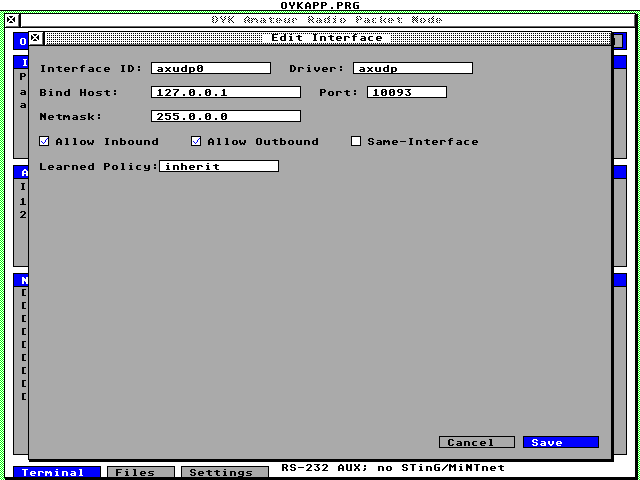 OYKAPP.PRG
OYK Amateur Radio Packet Node
Edit Interface
Interface ID: axudp0 Driver: axudp
Bind Host: 127.0.0.1 Port: 10093
Netmask: 255.0.0.0
Allow Inbound Allow Outbound Same-Interface
Learned Policy: inherit
Cancel Save
Terminal Files Settings RS-232 AUX; no STinG/MiNTnet